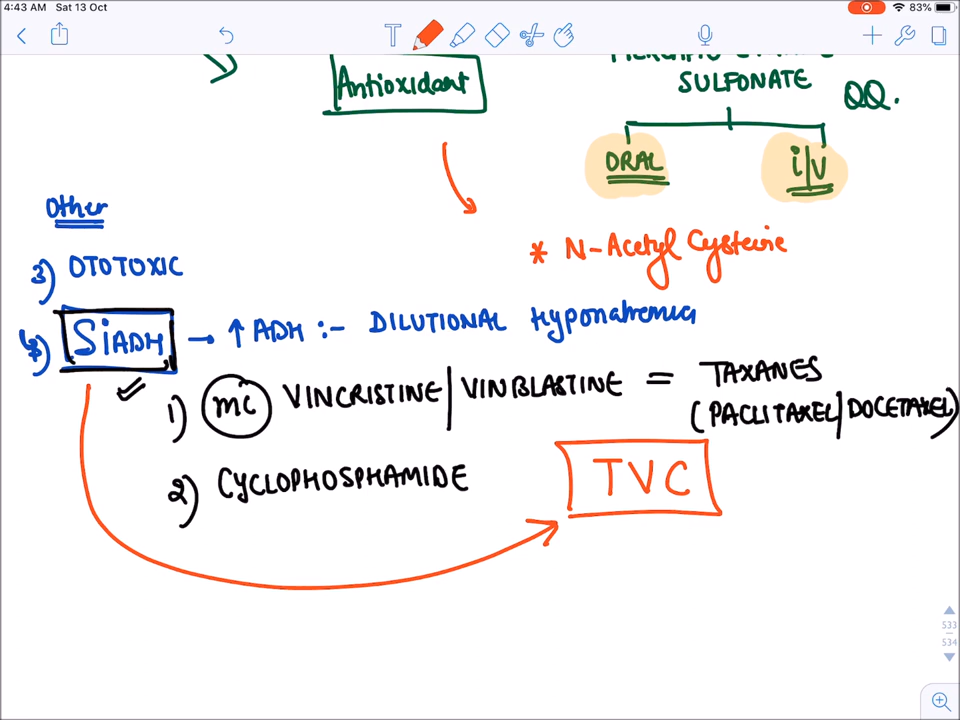 4:43 AM Sat 13 Oct 83%
T
SULFONATE
Antioxidant
QQ.
ORAL
i/v
Other
* N-Acetyl Cysteine
3) OTOTOXIC
4) SiADH → ↑ ADH :- DILUTIONAL Hyponatremia
1) mc VINCRISTINE | VINBLASTINE = TAXANES
(PACLITAXEL | DOCETAXEL)
2) CYCLOPHOSPHAMIDE
TVC
533
534